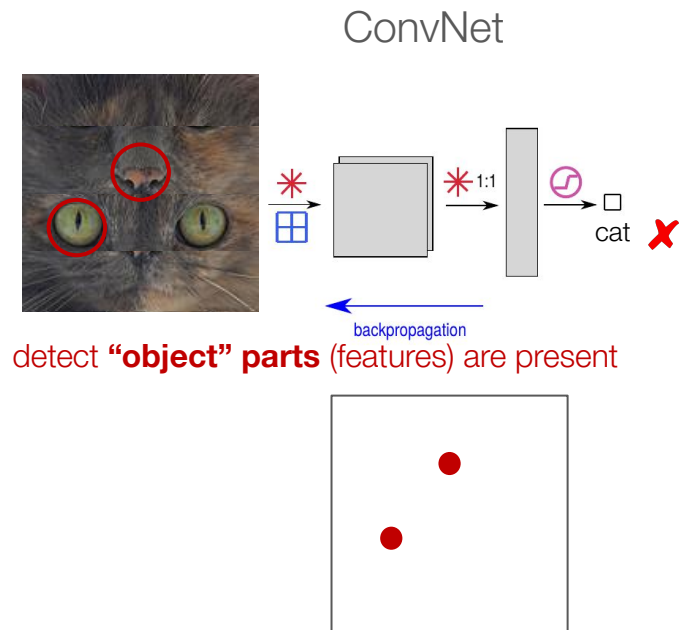 ConvNet
1:1
cat
backpropagation
detect “object” parts (features) are present